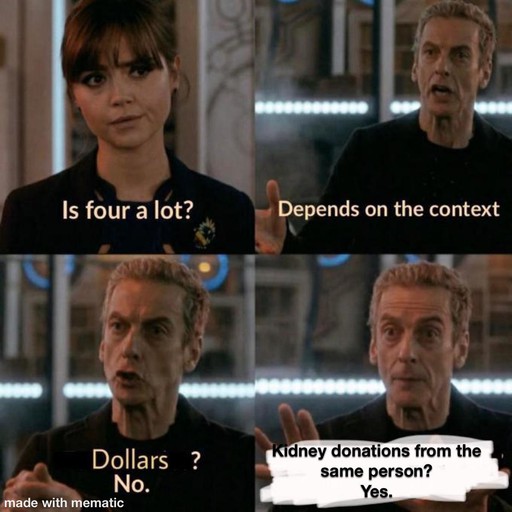 Is four a lot?
Depends on the context
Dollars ?
No.
Kidney donations from the
same person?
Yes.
made with mematic